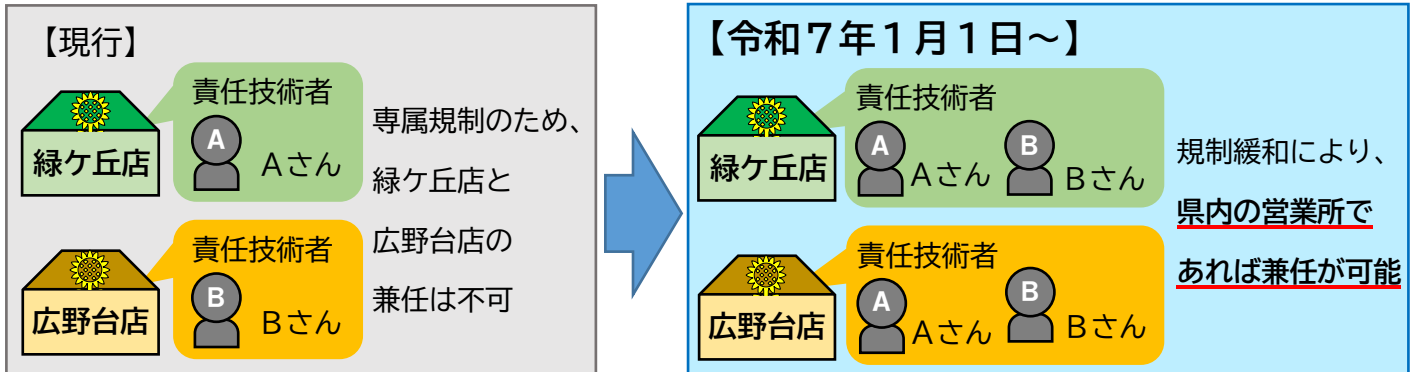 【現行】
責任技術者
A
Aさん
緑ケ丘店
責任技術者
B
Bさん
広野台店
専属規制のため、
緑ケ丘店と
広野台店の
兼任は不可
【令和７年１月１日～】
責任技術者
A
Aさん
B
Bさん
緑ケ丘店
責任技術者
A
Aさん
B
Bさん
広野台店
規制緩和により、
県内の営業所で
あれば兼任が可能